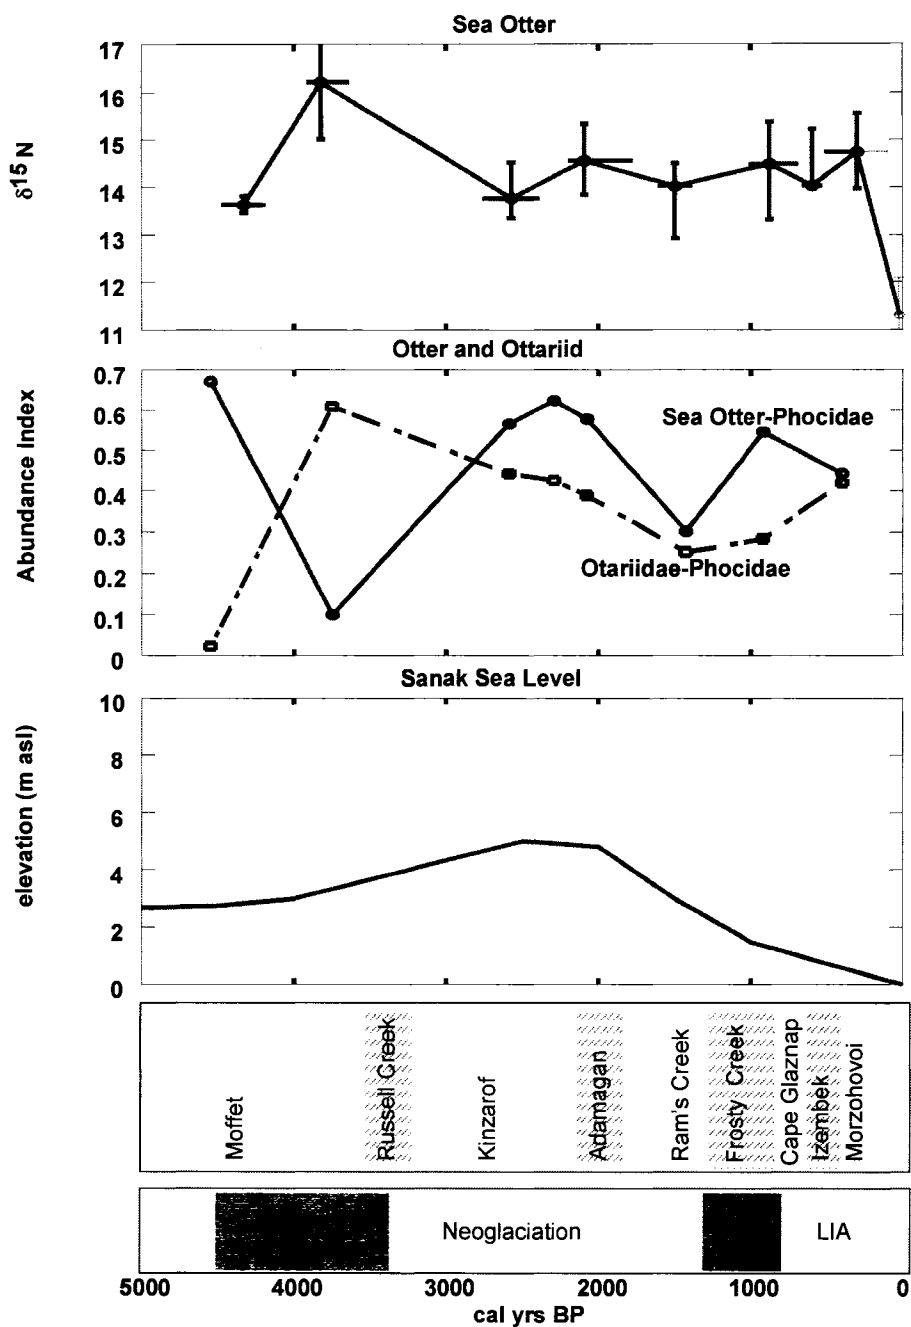 Sea Otter
17
16
15
14
13
12
11
δ15 N
Otter and Ottariid
0.7
0.6
0.5
0.4
0.3
0.2
0.1
0
Abundance Index
Sea Otter-Phocidae
Otariidae-Phocidae
Sanak Sea Level
10
8
6
4
2
0
elevation (m asl)
Moffet
Russell Creek
Kinzarof
Adamagan
Ram's Creek
Frosty Creek
Cape Glaznap
Izembek
Morzohovoi
Neoglaciation
LIA
5000 4000 3000 2000 1000 0
cal yrs BP